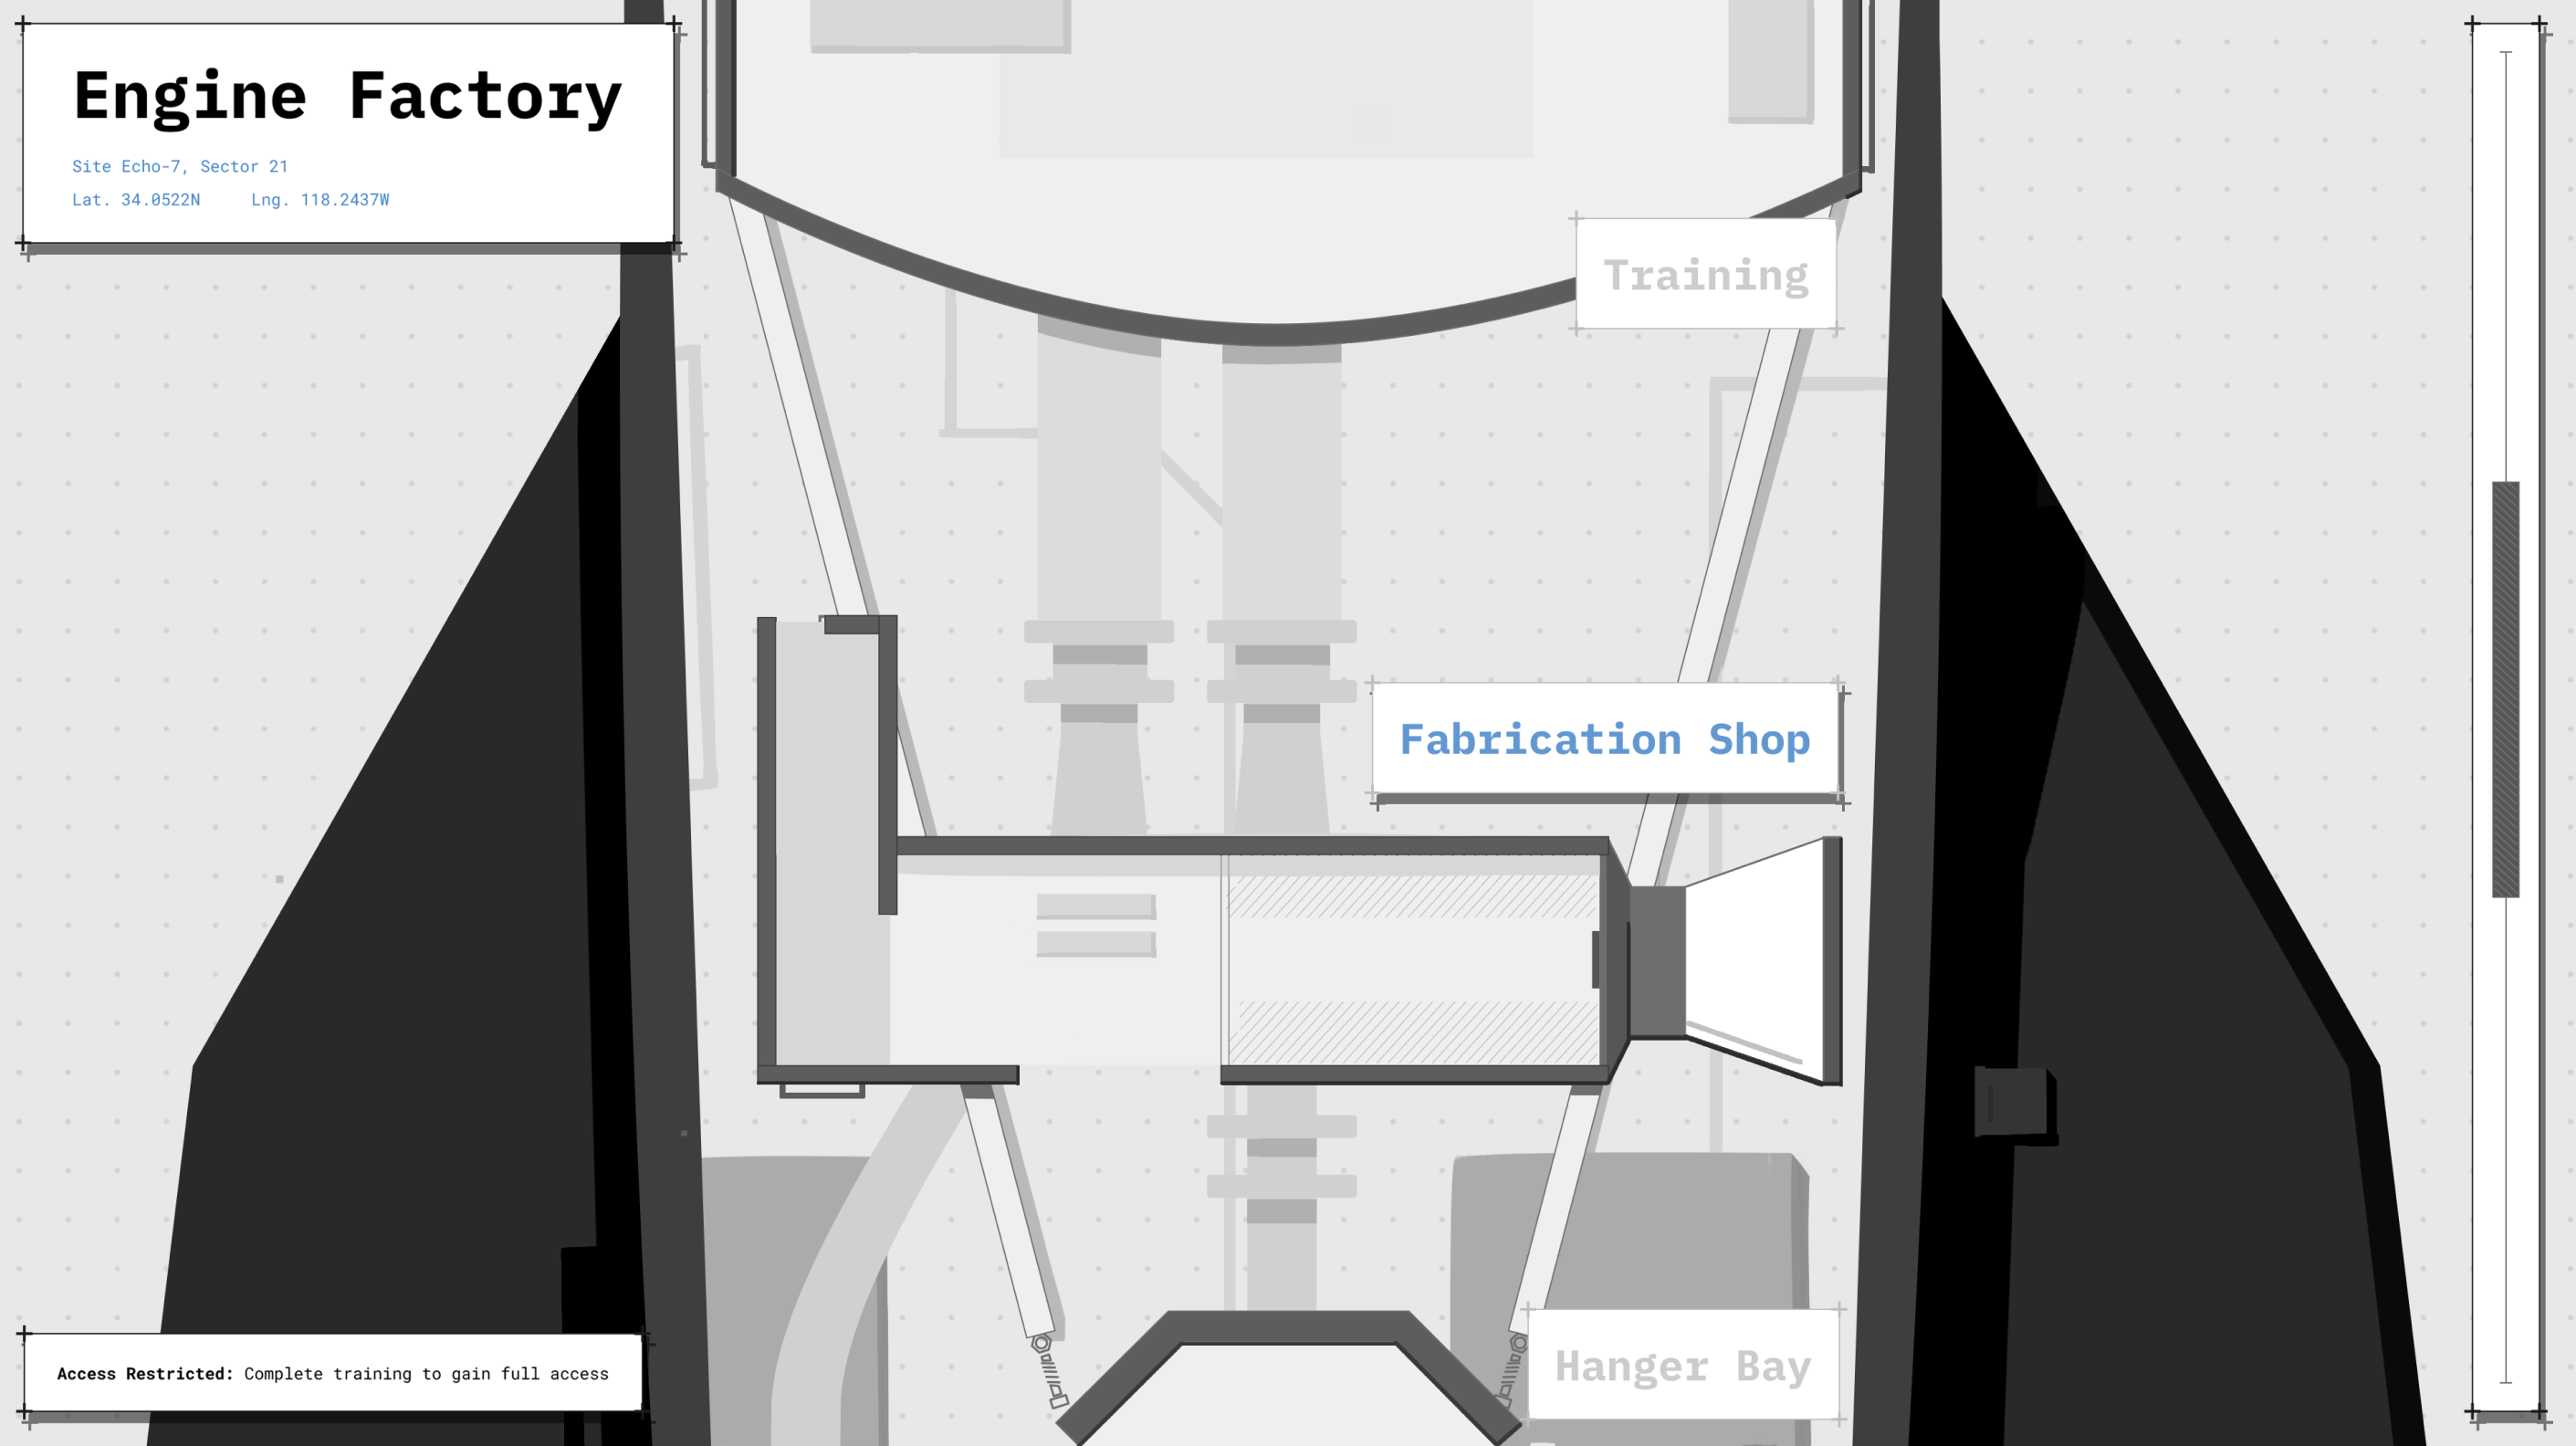 Engine Factory
Site Echo-7, Sector 21
Lat. 34.0522N Lng. 118.2437W
Training
Fabrication Shop
Hanger Bay
Access Restricted: Complete training to gain full access